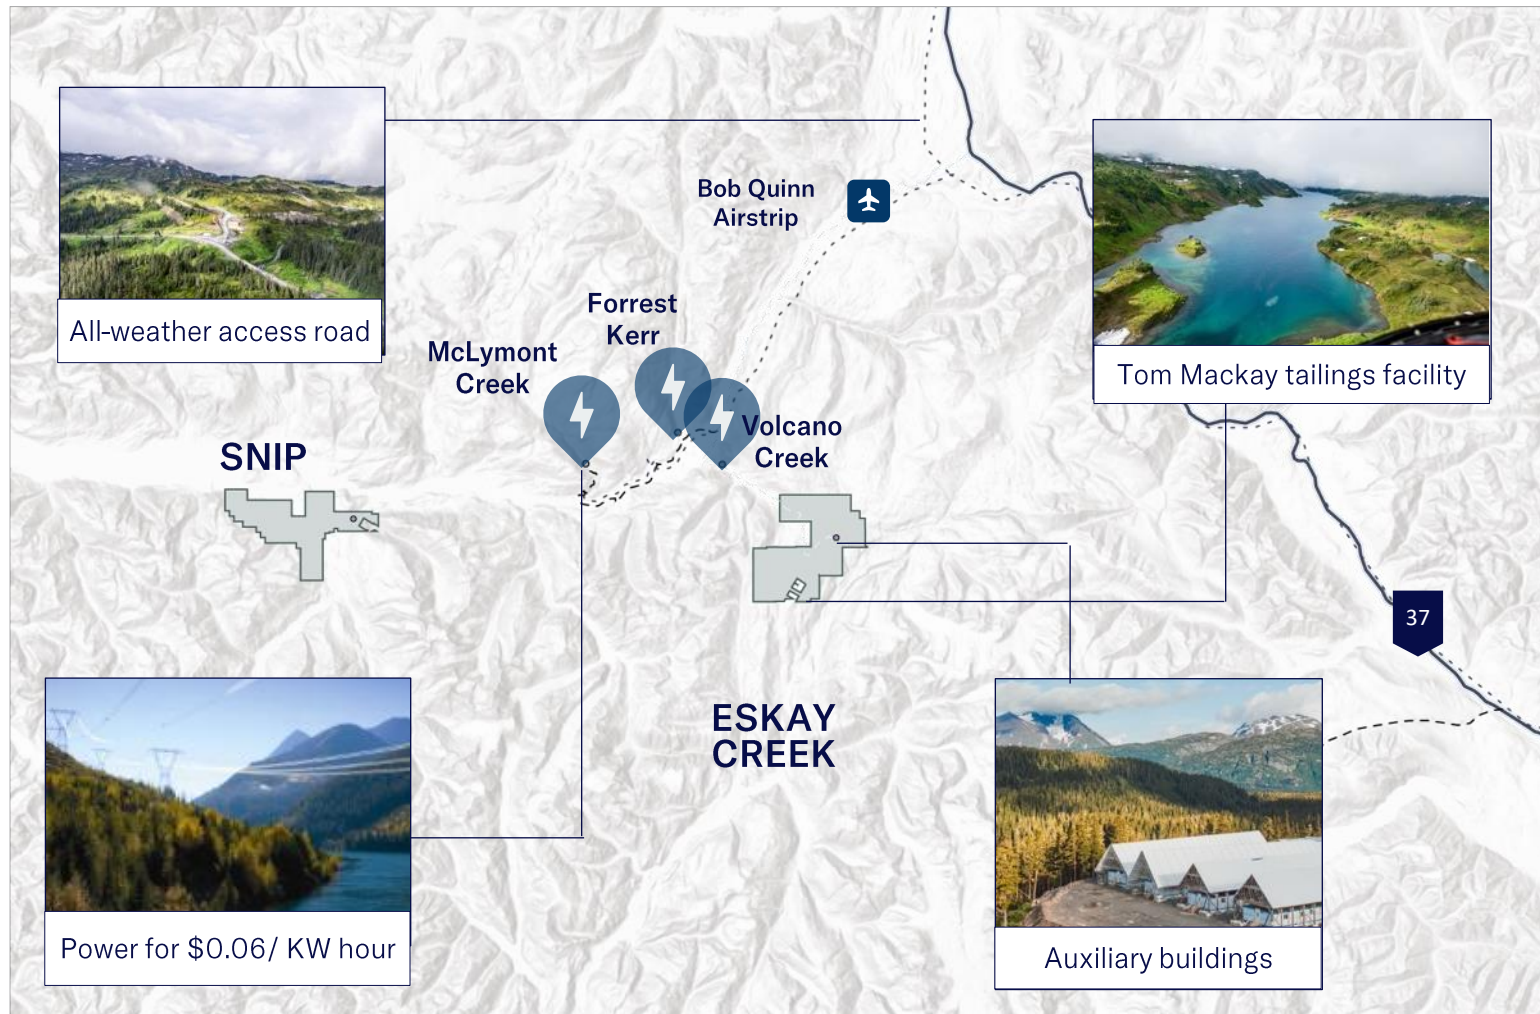 Bob Quinn
Airstrip
All-weather access road
Forrest
Kerr
McLymont
Creek
Tom Mackay tailings facility
Volcano
Creek
SNIP
37
ESKAY
CREEK
Power for $0.06/ KW hour
Auxiliary buildings